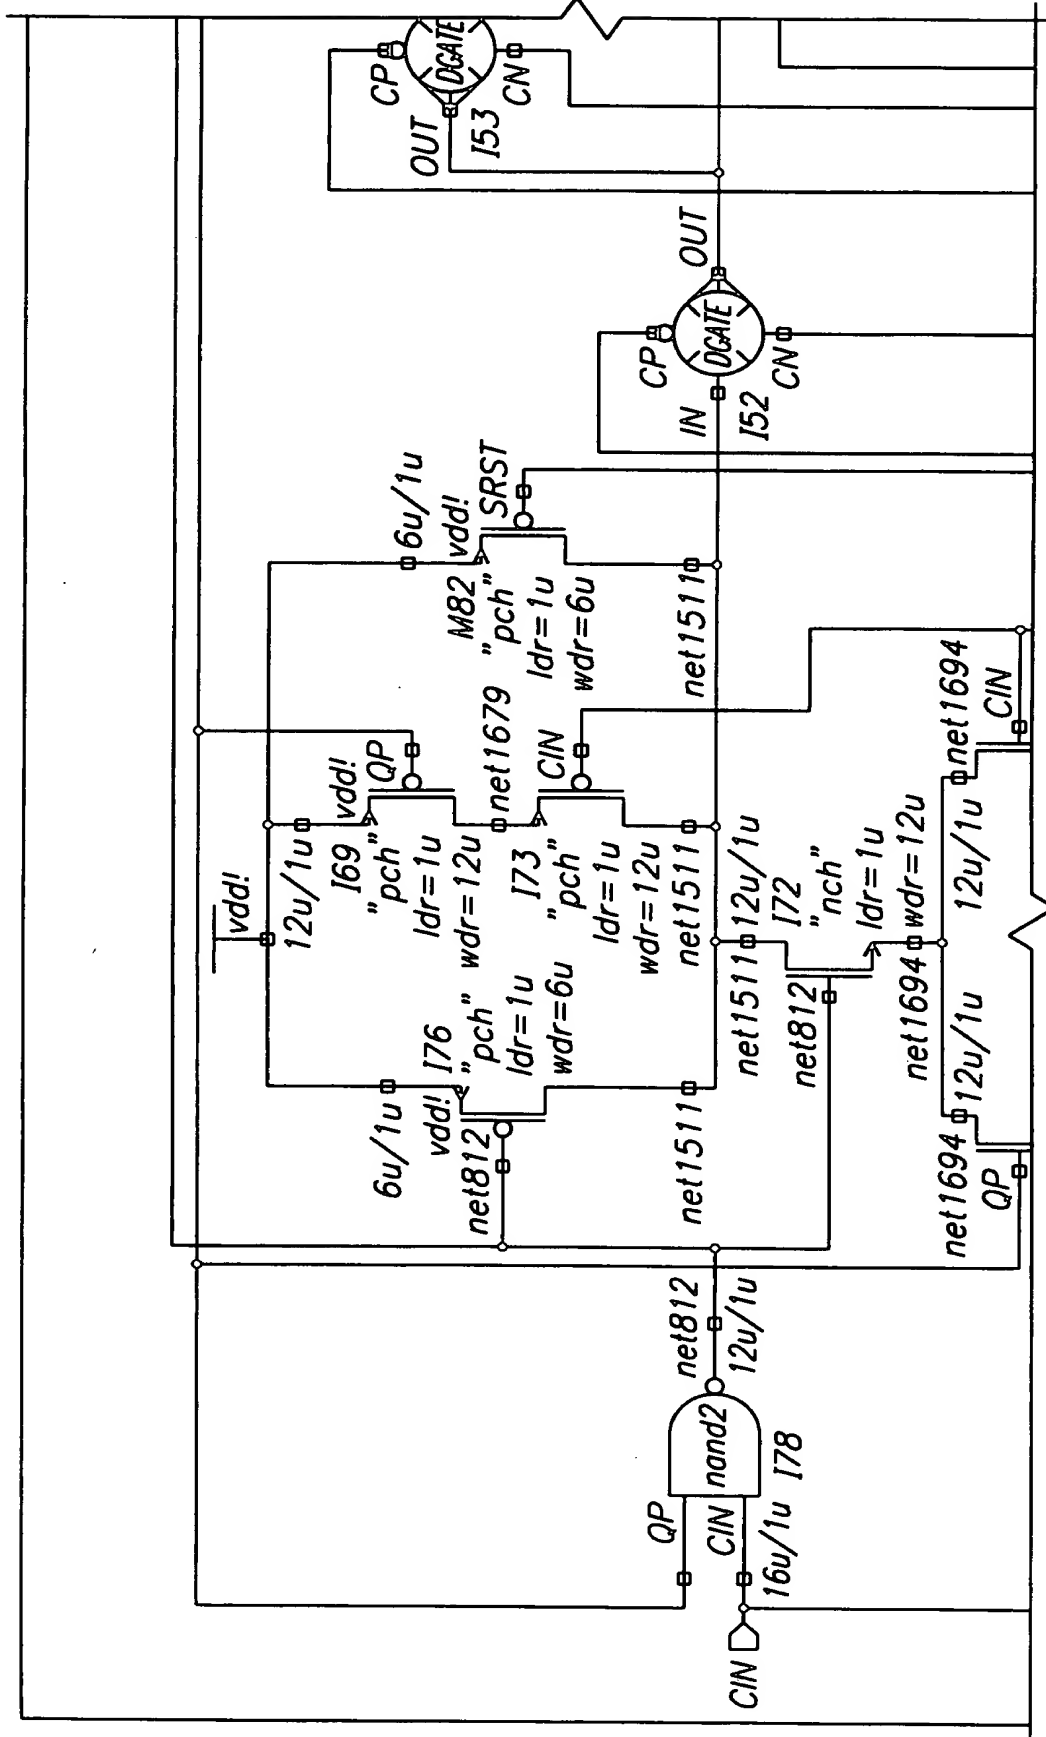 CIN
QP
CIN
16u/1u
nand2
I78
net812
12u/1u
vdd!
6u/1u
vdd!
net812
I76
"pch"
ldr=1u
wdr=6u
net1511
12u/1u
vdd!
QP
I69
"pch"
ldr=1u
wdr=12u
net1679
CIN
I73
"pch"
ldr=1u
wdr=12u
net1511
6u/1u
vdd!
SRST
M82
"pch"
ldr=1u
wdr=6u
net1511
net1511
12u/1u
net812
I72
"nch"
ldr=1u
wdr=12u
net1694
net1694
12u/1u
QP
12u/1u
net1694
CIN
IN
I52
CP
DGATE
CN
OUT
OUT
I53
CP
DGATE
CN